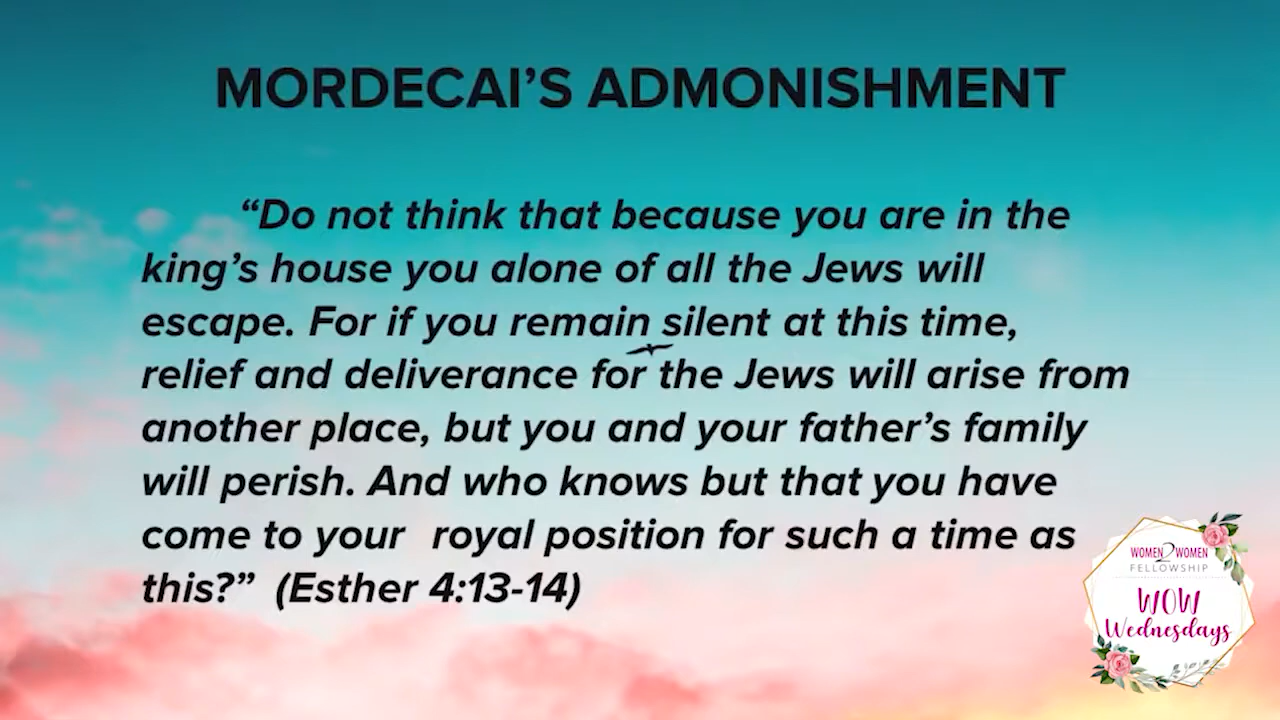 MORDECAI’S ADMONISHMENT
“Do not think that because you are in the
king’s house you alone of all the Jews will
escape. For if you remain silent at this time,
relief and deliverance for the Jews will arise from
another place, but you and your father’s family
will perish. And who knows but that you have
come to your royal position for such a time as
this?” (Esther 4:13-14)
WOMEN2WOMEN
FELLOWSHIP
WOW
Wednesdays